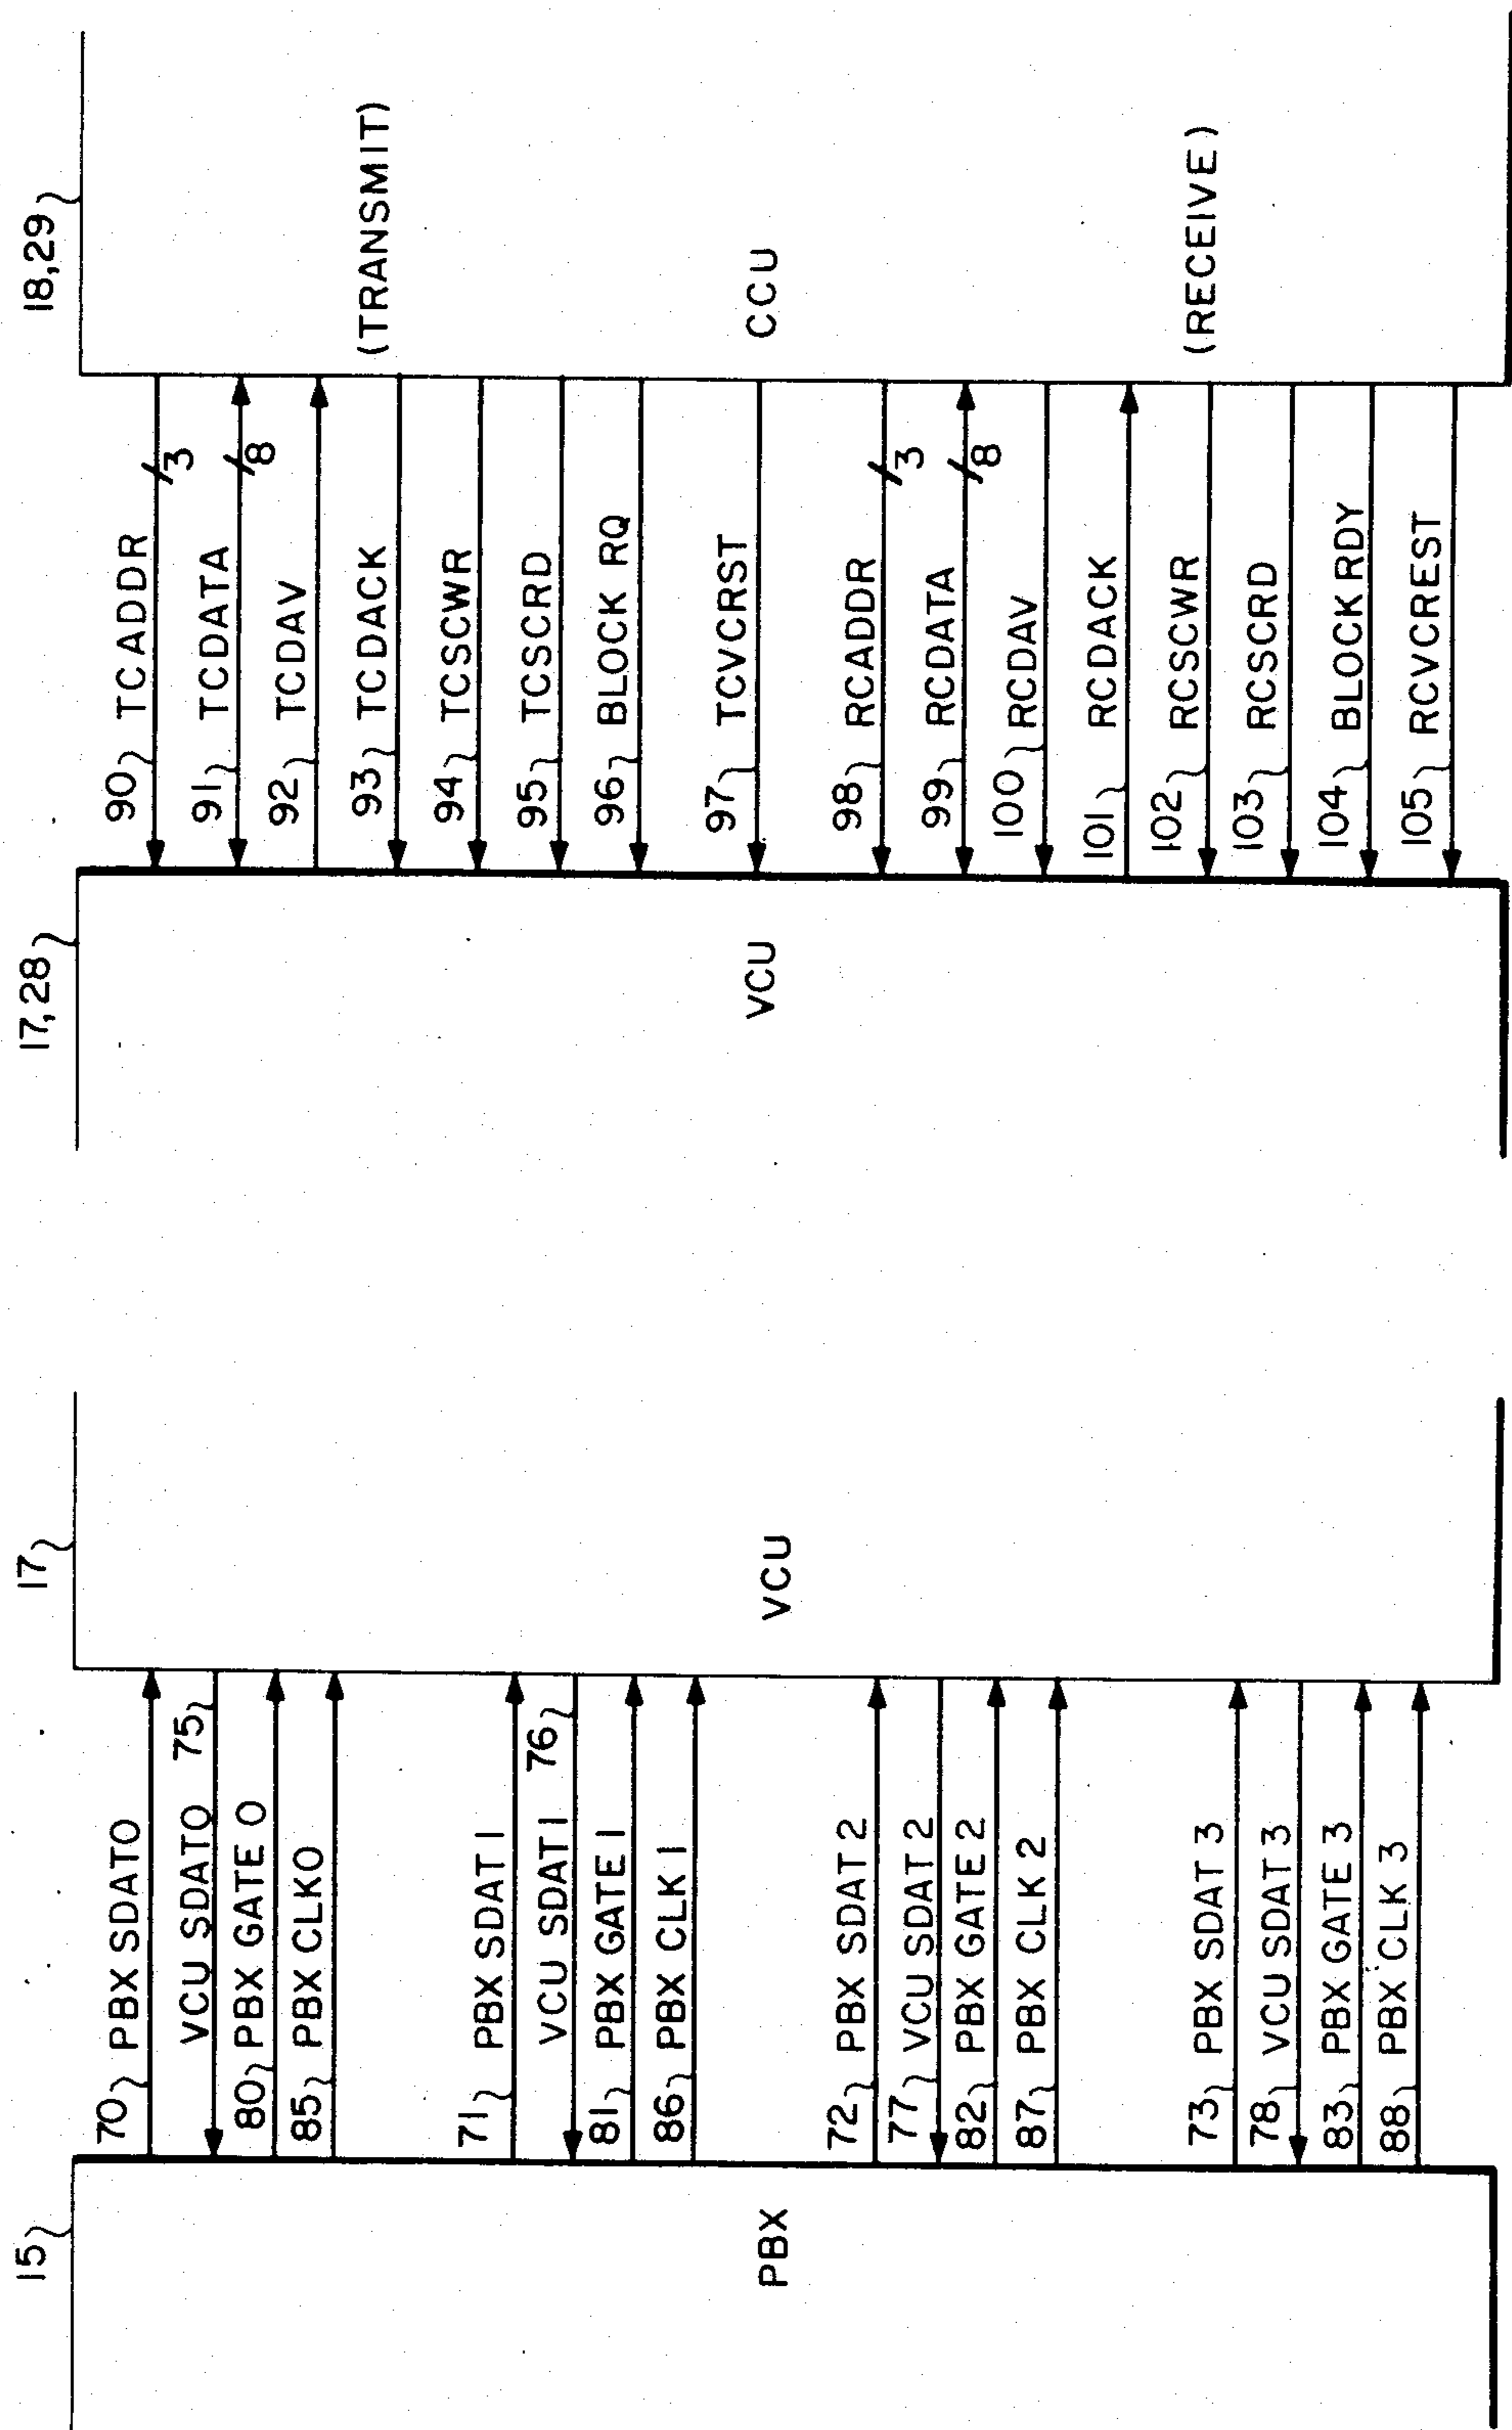 15
PBX
70 PBX SDAT0
VCU SDAT0 75
80 PBX GATE 0
85 PBX CLK0
71 PBX SDAT 1
VCU SDAT 1 76
81 PBX GATE 1
86 PBX CLK 1
72 PBX SDAT 2
77 VCU SDAT 2
82 PBX GATE 2
87 PBX CLK 2
73 PBX SDAT 3
78 VCU SDAT 3
83 PBX GATE 3
88 PBX CLK 3
17
VCU
17,28
VCU
90 TCADDR 3
91 TCDATA 8
92 TCDAV
93 TCDACK
94 TCSCWR
95 TCSCRD
96 BLOCK RQ
97 TCVCRST
98 RCADDR 3
99 RCDATA 8
100 RCDAV
101 RCDACK
102 RCSCWR
103 RCSCRD
104 BLOCK RDY
105 RCVCREST
18,29
(TRANSMIT)
CCU
(RECEIVE)